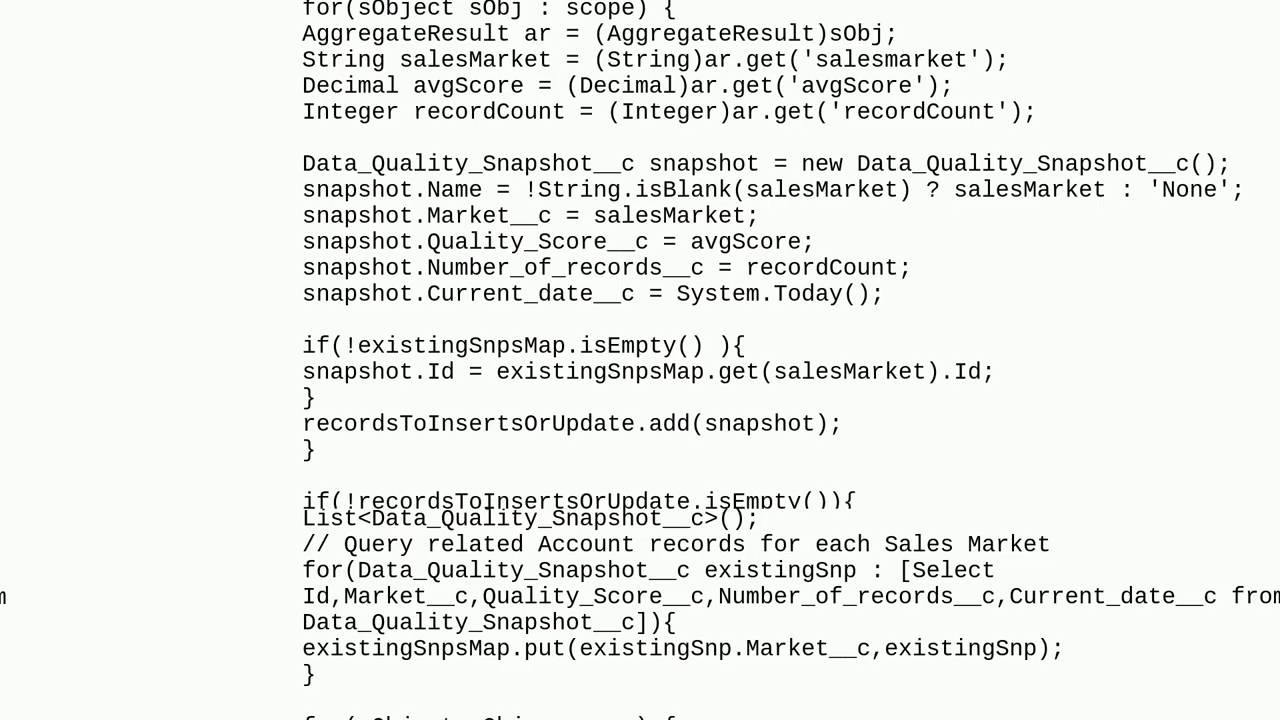 for(sObject sObj : scope) {
AggregateResult ar = (AggregateResult)sObj;
String salesMarket = (String)ar.get('salesmarket');
Decimal avgScore = (Decimal)ar.get('avgScore');
Integer recordCount = (Integer)ar.get('recordCount');

Data_Quality_Snapshot__c snapshot = new Data_Quality_Snapshot__c();
snapshot.Name = !String.isBlank(salesMarket) ? salesMarket : 'None';
snapshot.Market__c = salesMarket;
snapshot.Quality_Score__c = avgScore;
snapshot.Number_of_records__c = recordCount;
snapshot.Current_date__c = System.Today();

if(!existingSnpsMap.isEmpty() ){
snapshot.Id = existingSnpsMap.get(salesMarket).Id;
}
recordsToInsertsOrUpdate.add(snapshot);
}

if(!recordsToInsertsOrUpdate.isEmpty()){
List<Data_Quality_Snapshot__c>();
// Query related Account records for each Sales Market
for(Data_Quality_Snapshot__c existingSnp : [Select
Id,Market__c,Quality_Score__c,Number_of_records__c,Current_date__c from
Data_Quality_Snapshot__c]){
existingSnpsMap.put(existingSnp.Market__c,existingSnp);
}